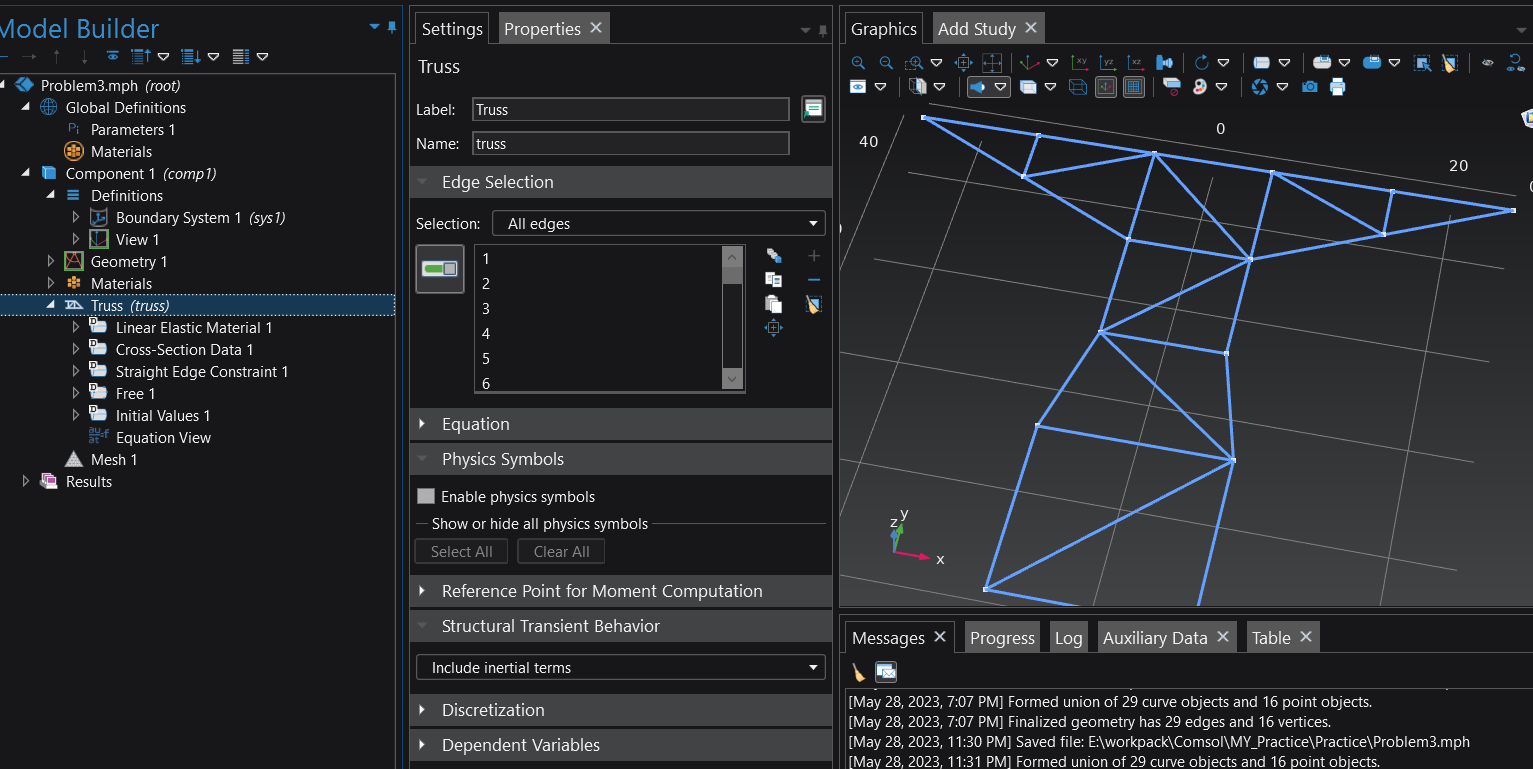 Model Builder
Problem3.mph (root)
Global Definitions
Pi Parameters 1
Materials
Component 1 (comp1)
Definitions
Boundary System 1 (sys1)
View 1
Geometry 1
Materials
Truss (truss)
D Linear Elastic Material 1
D Cross-Section Data 1
D Straight Edge Constraint 1
D Free 1
D Initial Values 1
Equation View
Mesh 1
Results
Settings Properties
Truss
Label: Truss
Name: truss
Edge Selection
Selection: All edges
1
2
3
4
5
6
Equation
Physics Symbols
Enable physics symbols
Show or hide all physics symbols
Select All Clear All
Reference Point for Moment Computation
Structural Transient Behavior
Include inertial terms
Discretization
Dependent Variables
Graphics Add Study
xy yz xz
40
0
20
z y
x
Messages Progress Log Auxiliary Data Table
[May 28, 2023, 7:07 PM] Formed union of 29 curve objects and 16 point objects.
[May 28, 2023, 7:07 PM] Finalized geometry has 29 edges and 16 vertices.
[May 28, 2023, 11:30 PM] Saved file: E:\workpack\Comsol\MY_Practice\Practice\Problem3.mph
[May 28, 2023, 11:31 PM] Formed union of 29 curve objects and 16 point objects.